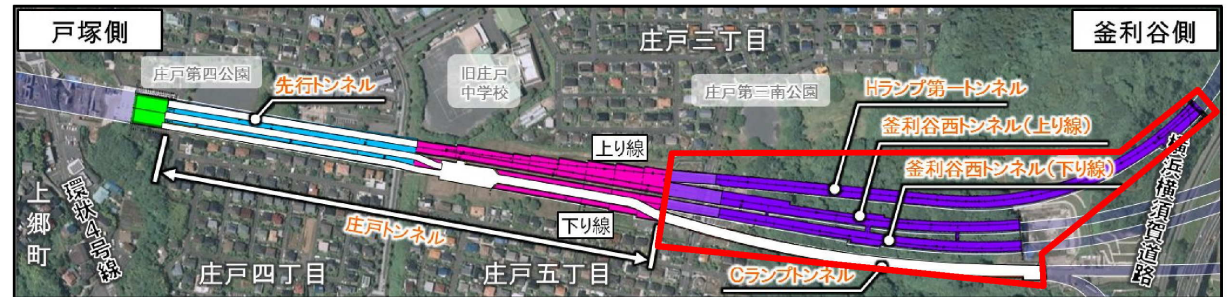 戸塚側
釜利谷側
庄戸三丁目
庄戸第四公園
先行トンネル
旧庄戸
中学校
庄戸第三南公園
Hランプ第一トンネル
釜利谷西トンネル(上り線)
釜利谷西トンネル(下り線)
上り線
下り線
横浜横須賀道路
上郷町
環状4号線
庄戸トンネル
庄戸四丁目
庄戸五丁目
Cランプトンネル